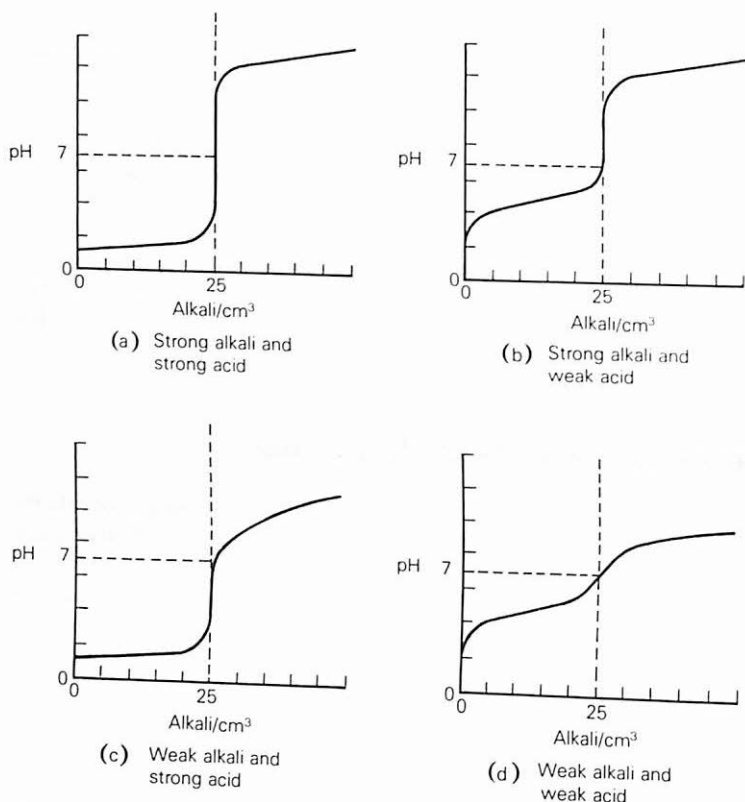 pH 7
0
0 25
Alkali/cm³
(a) Strong alkali and
strong acid
pH 7
0
0 25
Alkali/cm³
(b) Strong alkali and
weak acid
pH 7
0
0 25
Alkali/cm³
(c) Weak alkali and
strong acid
pH 7
0
0 25
Alkali/cm³
(d) Weak alkali and
weak acid